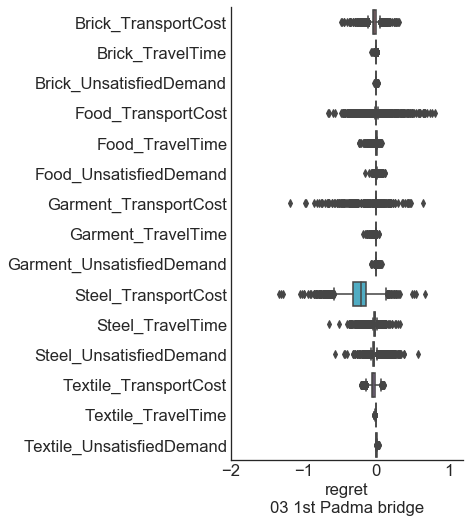 Brick_TransportCost
Brick_TravelTime
Brick_UnsatisfiedDemand
Food_TransportCost
Food_TravelTime
Food_UnsatisfiedDemand
Garment_TransportCost
Garment_TravelTime
Garment_UnsatisfiedDemand
Steel_TransportCost
Steel_TravelTime
Steel_UnsatisfiedDemand
Textile_TransportCost
Textile_TravelTime
Textile_UnsatisfiedDemand
−2 −1 0 1
regret
03 1st Padma bridge